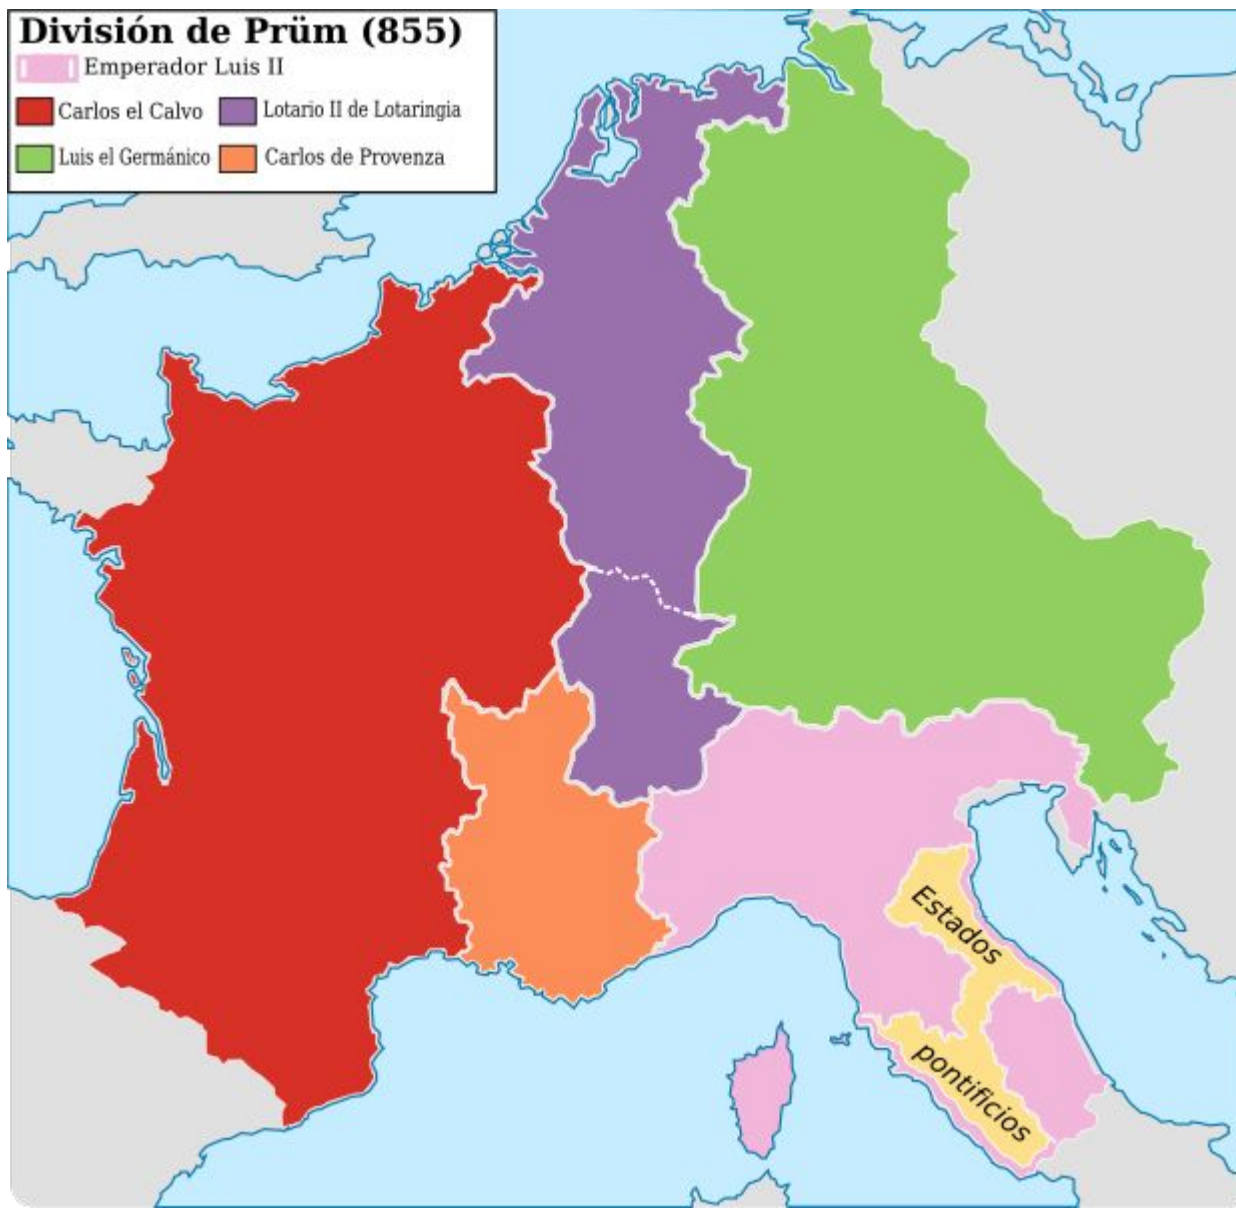 División de Prüm (855)
Emperador Luis II
Carlos el Calvo
Lotario II de Lotaringia
Luis el Germánico
Carlos de Provenza
Estados
pontificios